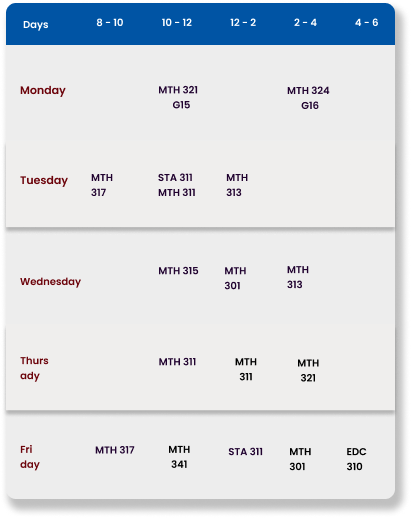 Days 8 - 10 10 - 12 12 - 2 2 - 4 4 - 6
Monday MTH 321 MTH 324
G15 G16
Tuesday MTH STA 311 MTH
317 MTH 311 313
Wednesday MTH 315 MTH MTH
301 313
Thurs MTH 311 MTH MTH
ady 311 321
Fri MTH 317 MTH STA 311 MTH EDC
day 341 301 310